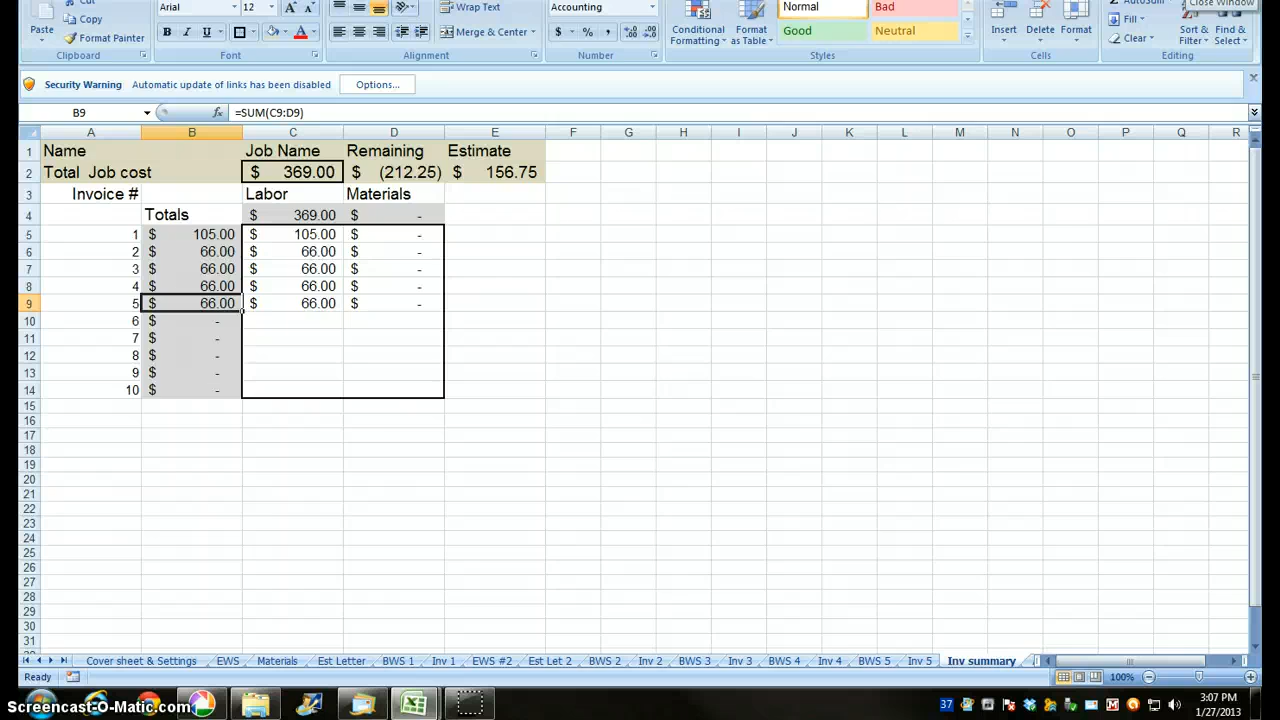 Cut
Arial 12 A A Wrap Text Accounting Normal Bad AutoSum Close Window
Copy
Paste Format Painter B I U Merge & Center $ % , Conditional Formatting Format as Table Good Neutral Insert Delete Format Fill Clear Sort & Filter Find & Select
Clipboard Font Alignment Number Styles Cells Editing
Security Warning Automatic update of links has been disabled Options...
B9 fx =SUM(C9:D9)
A B C D E F G H I J K L M N O P Q R
1 Name Job Name Remaining Estimate
2 Total Job cost $ 369.00 $ (212.25) $ 156.75
3 Invoice # Labor Materials
4 Totals $ 369.00 $ -
5 1 $ 105.00 $ 105.00 $ -
6 2 $ 66.00 $ 66.00 $ -
7 3 $ 66.00 $ 66.00 $ -
8 4 $ 66.00 $ 66.00 $ -
9 5 $ 66.00 $ 66.00 $ -
10 6 $ -
11 7 $ -
12 8 $ -
13 9 $ -
14 10 $ -
15
16
17
18
19
20
21
22
23
24
25
26
27
28
29
30
31
Cover sheet & Settings EWS Materials Est Letter BWS 1 Inv 1 EWS #2 Est Let 2 BWS 2 Inv 2 BWS 3 Inv 3 BWS 4 Inv 4 BWS 5 Inv 5 Inv summary
Ready 100%
37 3:07 PM
Screencast-O-Matic.com 1/27/2013